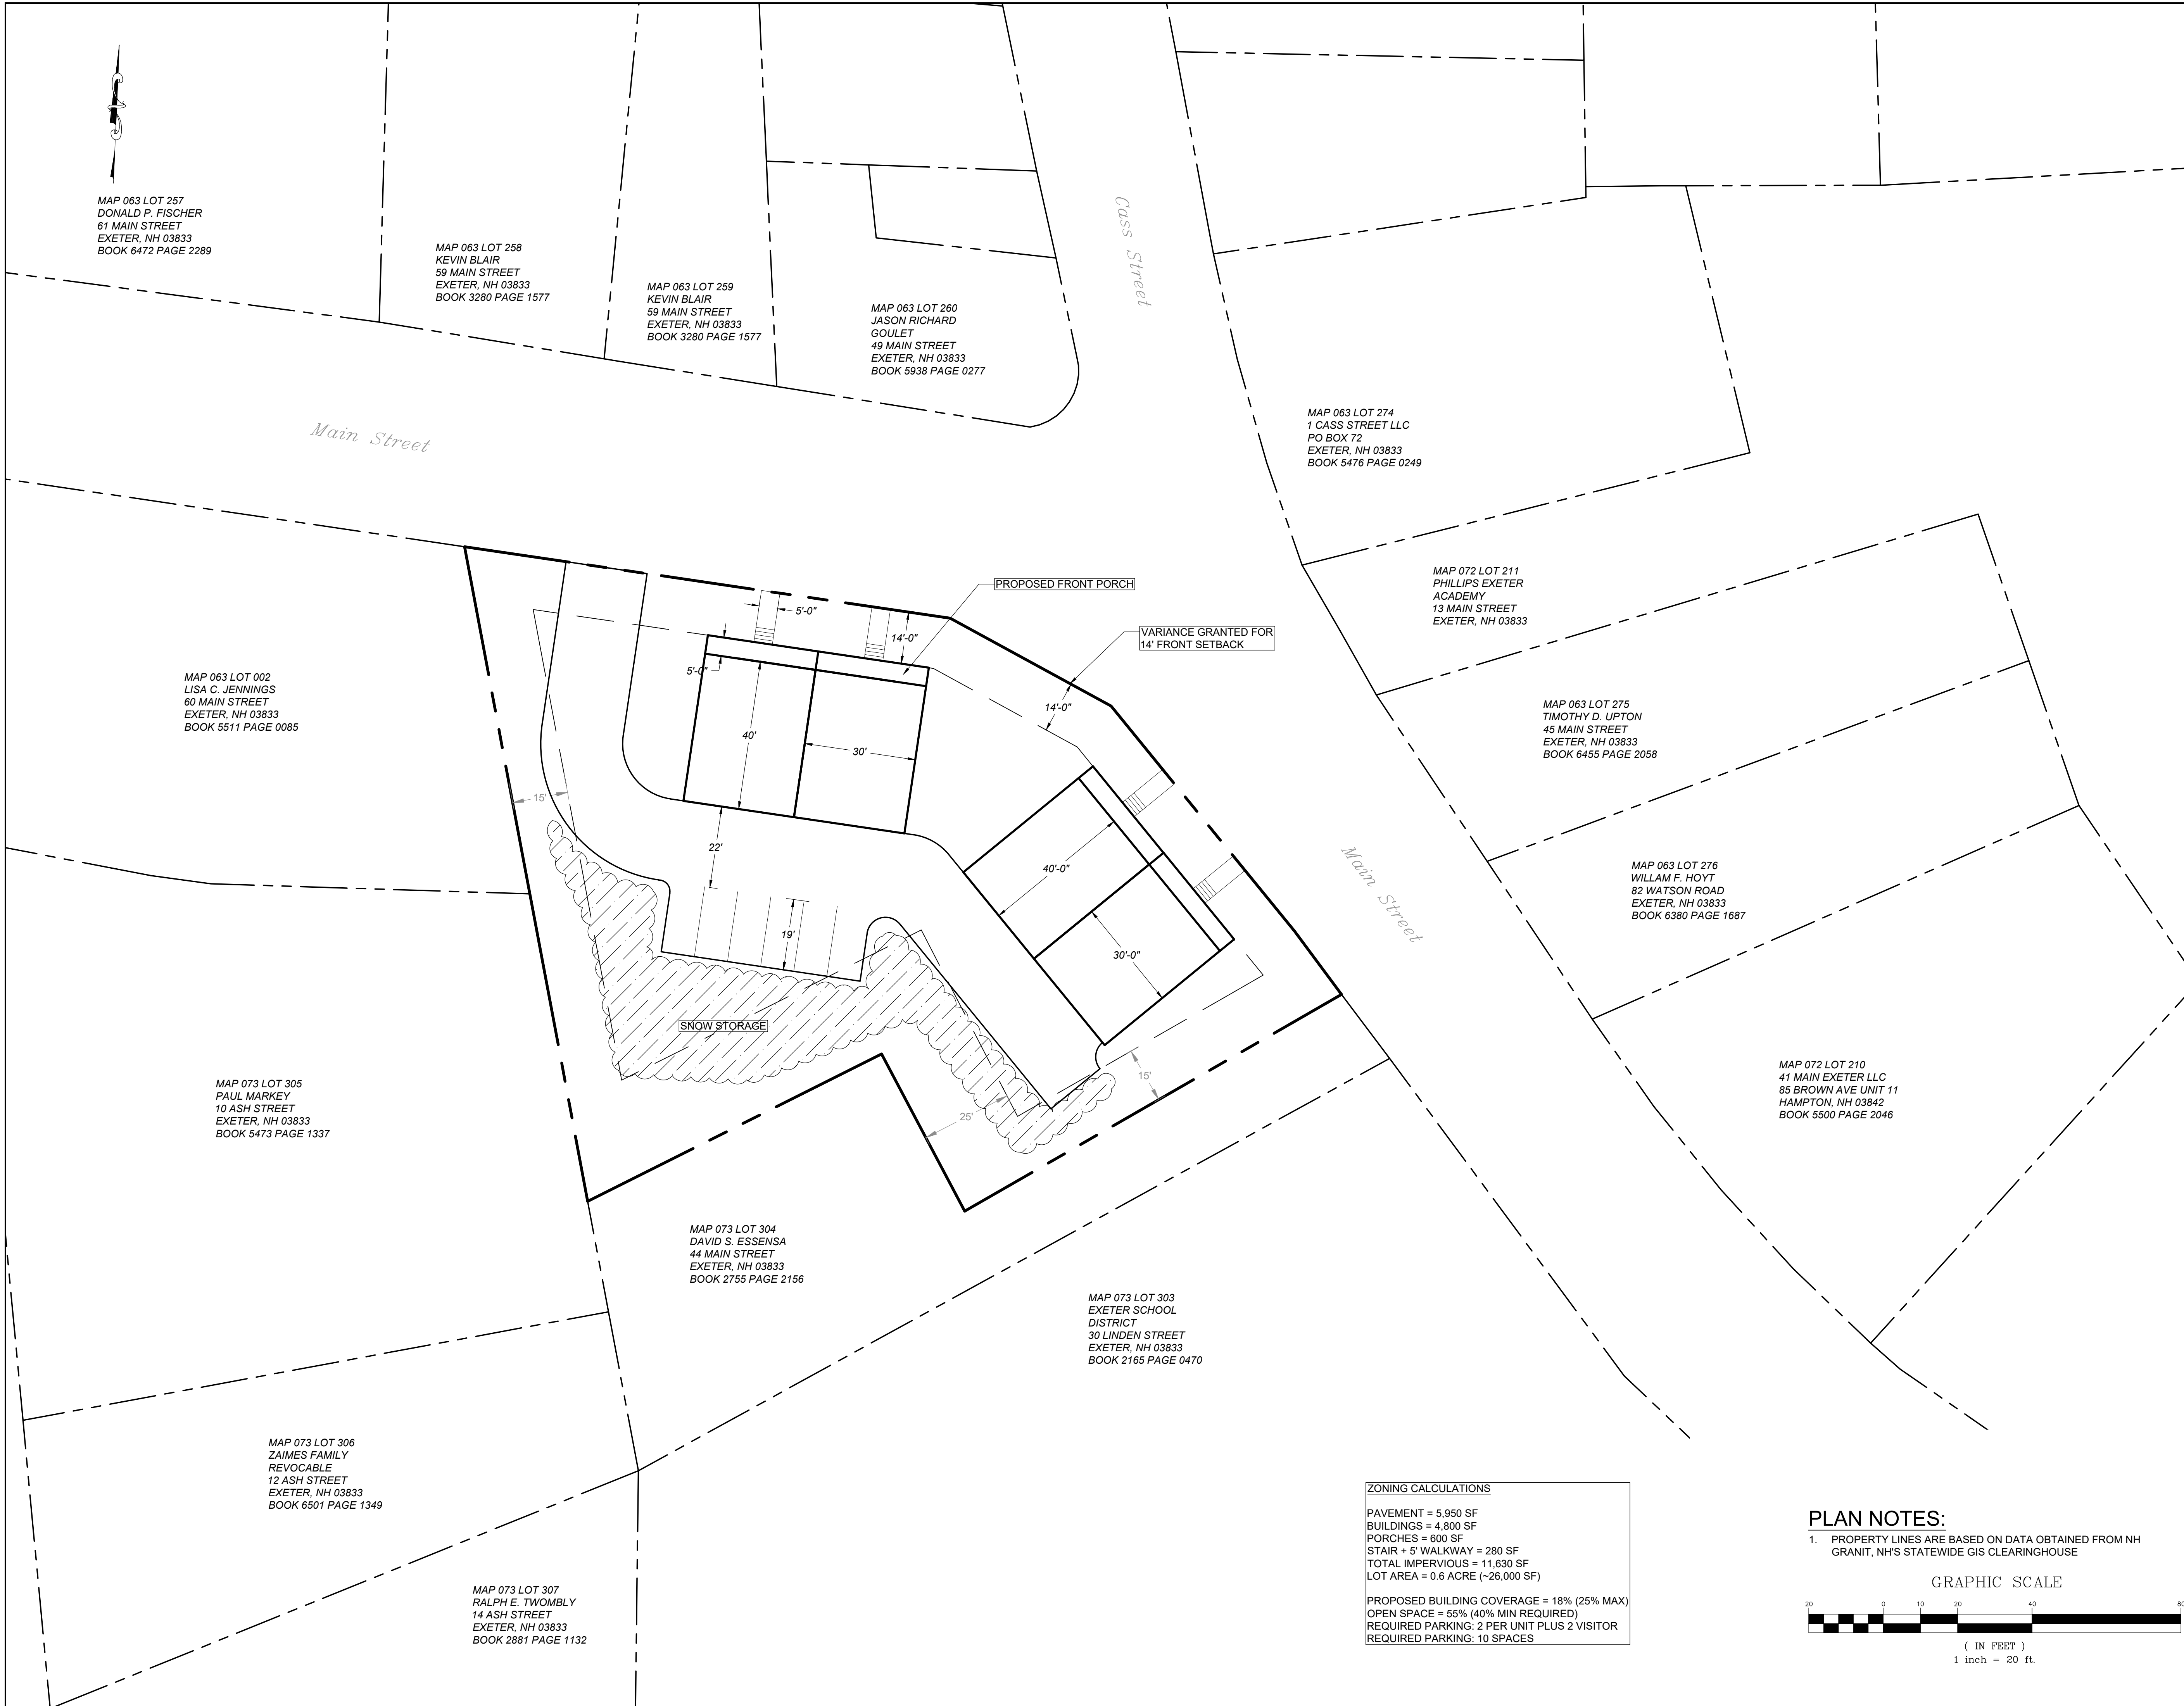 MAP 063 LOT 257
DONALD P. FISCHER
61 MAIN STREET
EXETER, NH 03833
BOOK 6472 PAGE 2289
MAP 063 LOT 258
KEVIN BLAIR
59 MAIN STREET
EXETER, NH 03833
BOOK 3280 PAGE 1577
MAP 063 LOT 259
KEVIN BLAIR
59 MAIN STREET
EXETER, NH 03833
BOOK 3280 PAGE 1577
MAP 063 LOT 260
JASON RICHARD
GOULET
49 MAIN STREET
EXETER, NH 03833
BOOK 5938 PAGE 0277
Cass Street
Main Street
MAP 063 LOT 274
1 CASS STREET LLC
PO BOX 72
EXETER, NH 03833
BOOK 5476 PAGE 0249
MAP 072 LOT 211
PHILLIPS EXETER
ACADEMY
13 MAIN STREET
EXETER, NH 03833
PROPOSED FRONT PORCH
VARIANCE GRANTED FOR
14' FRONT SETBACK
5'-0"
14'-0"
5'-0"
14'-0"
40'
30'
15'
22'
19'
40'-0"
30'-0"
15'
25'
SNOW STORAGE
MAP 063 LOT 002
LISA C. JENNINGS
60 MAIN STREET
EXETER, NH 03833
BOOK 5511 PAGE 0085
MAP 063 LOT 275
TIMOTHY D. UPTON
45 MAIN STREET
EXETER, NH 03833
BOOK 6455 PAGE 2058
Main Street
MAP 063 LOT 276
WILLAM F. HOYT
82 WATSON ROAD
EXETER, NH 03833
BOOK 6380 PAGE 1687
MAP 072 LOT 210
41 MAIN EXETER LLC
85 BROWN AVE UNIT 11
HAMPTON, NH 03842
BOOK 5500 PAGE 2046
MAP 073 LOT 305
PAUL MARKEY
10 ASH STREET
EXETER, NH 03833
BOOK 5473 PAGE 1337
MAP 073 LOT 304
DAVID S. ESSENSA
44 MAIN STREET
EXETER, NH 03833
BOOK 2755 PAGE 2156
MAP 073 LOT 303
EXETER SCHOOL
DISTRICT
30 LINDEN STREET
EXETER, NH 03833
BOOK 2165 PAGE 0470
MAP 073 LOT 306
ZAIMES FAMILY
REVOCABLE
12 ASH STREET
EXETER, NH 03833
BOOK 6501 PAGE 1349
MAP 073 LOT 307
RALPH E. TWOMBLY
14 ASH STREET
EXETER, NH 03833
BOOK 2881 PAGE 1132
ZONING CALCULATIONS
PAVEMENT = 5,950 SF
BUILDINGS = 4,800 SF
PORCHES = 600 SF
STAIR + 5' WALKWAY = 280 SF
TOTAL IMPERVIOUS = 11,630 SF
LOT AREA = 0.6 ACRE (~26,000 SF)
PROPOSED BUILDING COVERAGE = 18% (25% MAX)
OPEN SPACE = 55% (40% MIN REQUIRED)
REQUIRED PARKING: 2 PER UNIT PLUS 2 VISITOR
REQUIRED PARKING: 10 SPACES
PLAN NOTES:
1. PROPERTY LINES ARE BASED ON DATA OBTAINED FROM NH
GRANIT, NH'S STATEWIDE GIS CLEARINGHOUSE
GRAPHIC SCALE
20 0 10 20 40 80
( IN FEET )
1 inch = 20 ft.